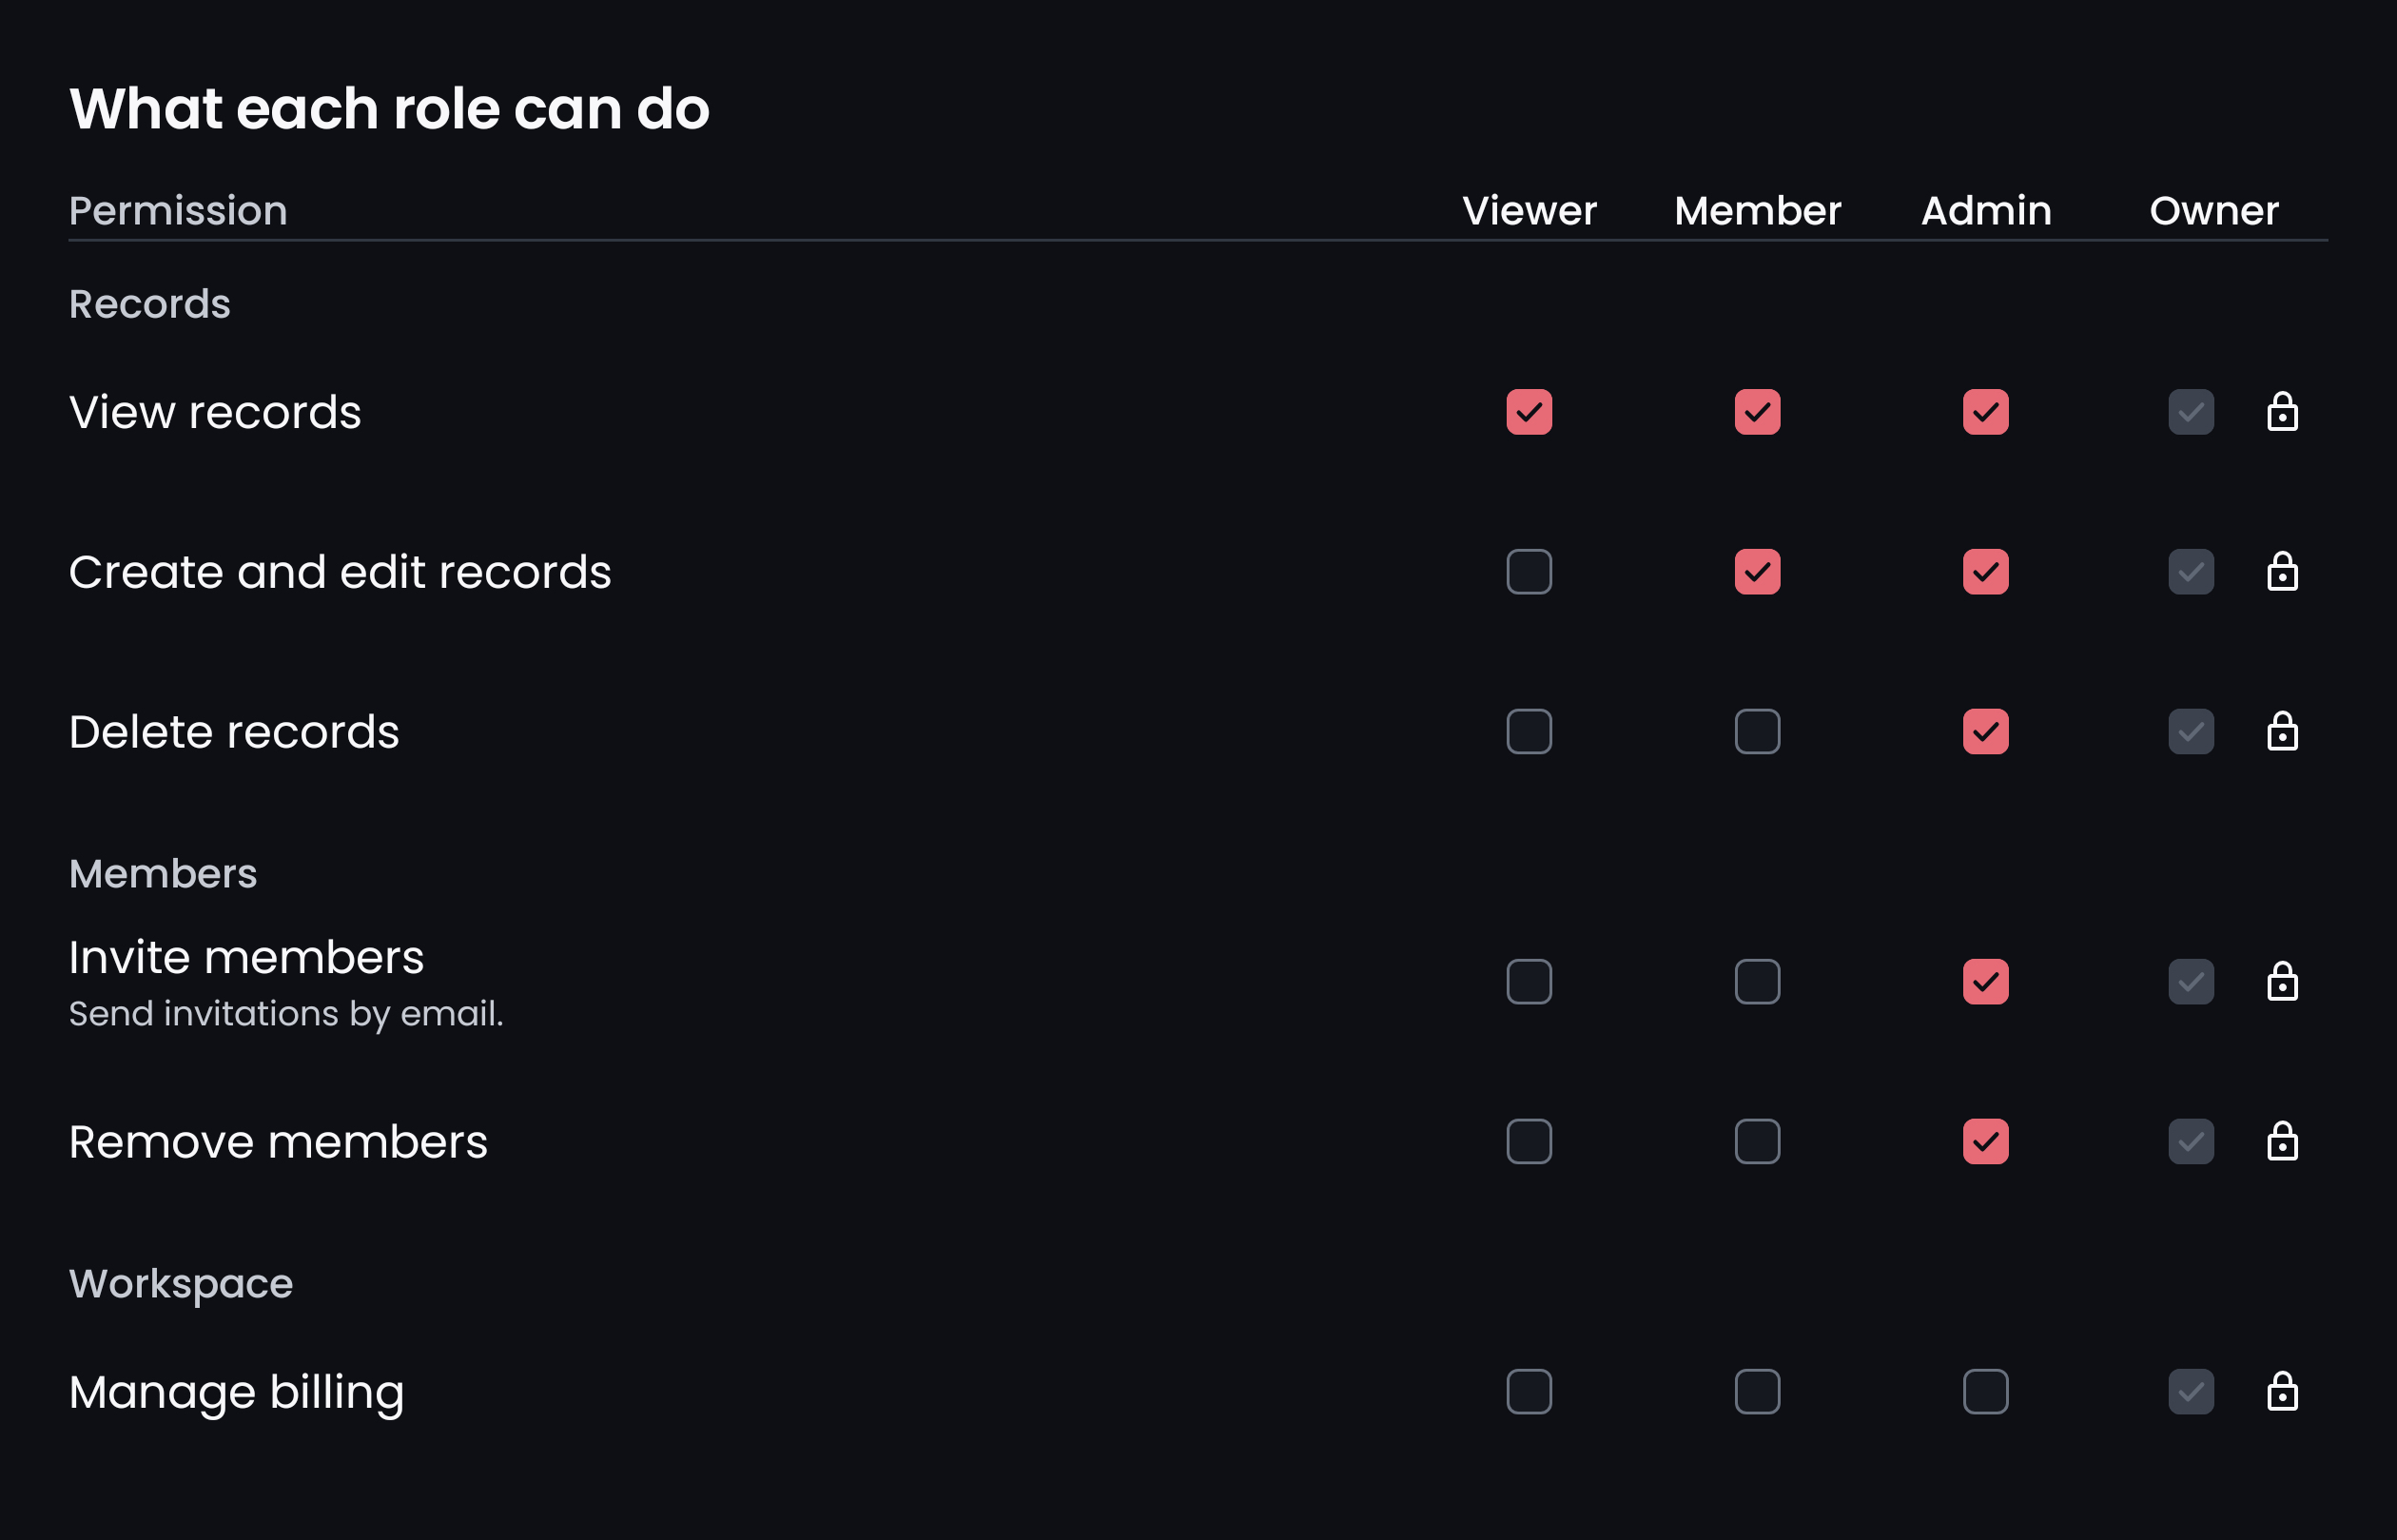 What each role can do
Permission Viewer Member Admin Owner
Records
View records
Create and edit records
Delete records
Members
Invite members
Send invitations by email.
Remove members
Workspace
Manage billing